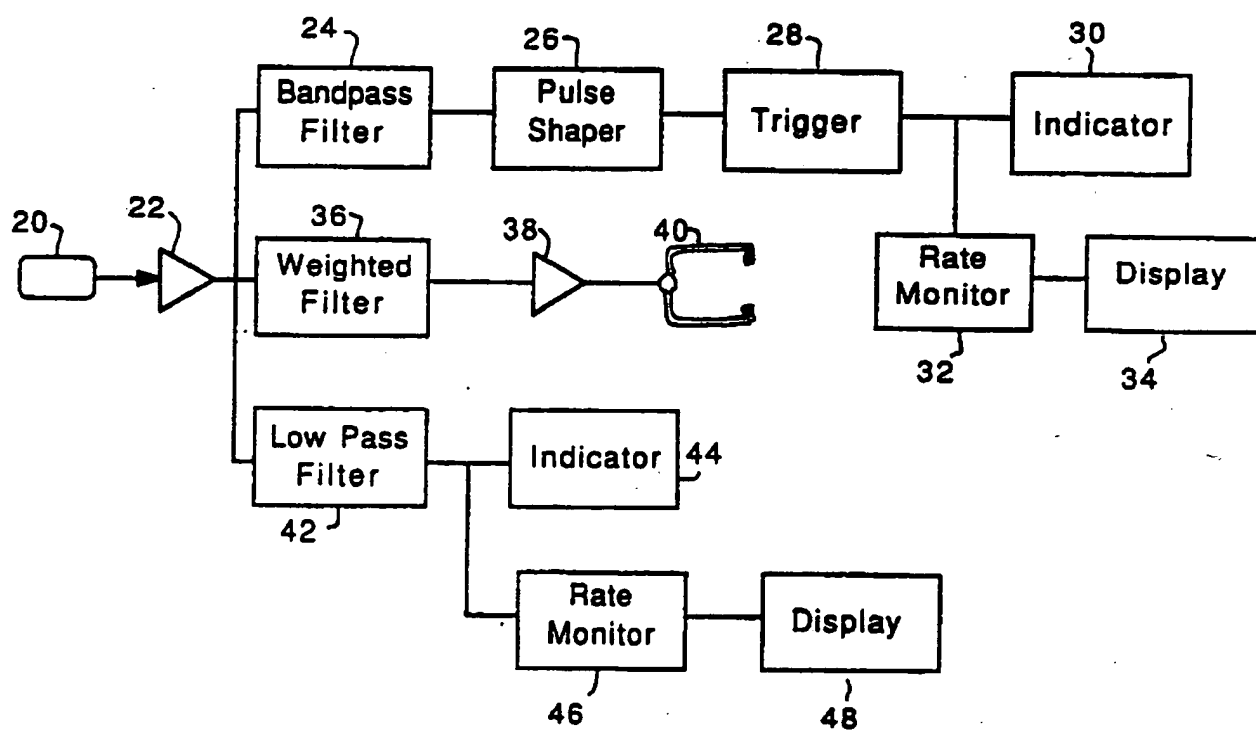 24
26
28
30
Bandpass
Filter
Pulse
Shaper
Trigger
Indicator
20
22
36
38
40
Weighted
Filter
Rate
Monitor
Display
32
34
Low Pass
Filter
Indicator
44
42
Rate
Monitor
Display
46
48